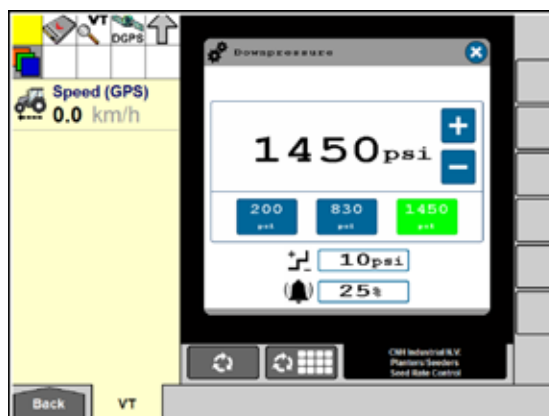 VT
DGPS
Speed (GPS)
0.0 km/h
Downpressure
1450psi
+
−
200 psi
830 psi
1450 psi
10psi
25%
CNH Industrial N.V.
Planters/Seeders
Seed Rate Control
Back
VT